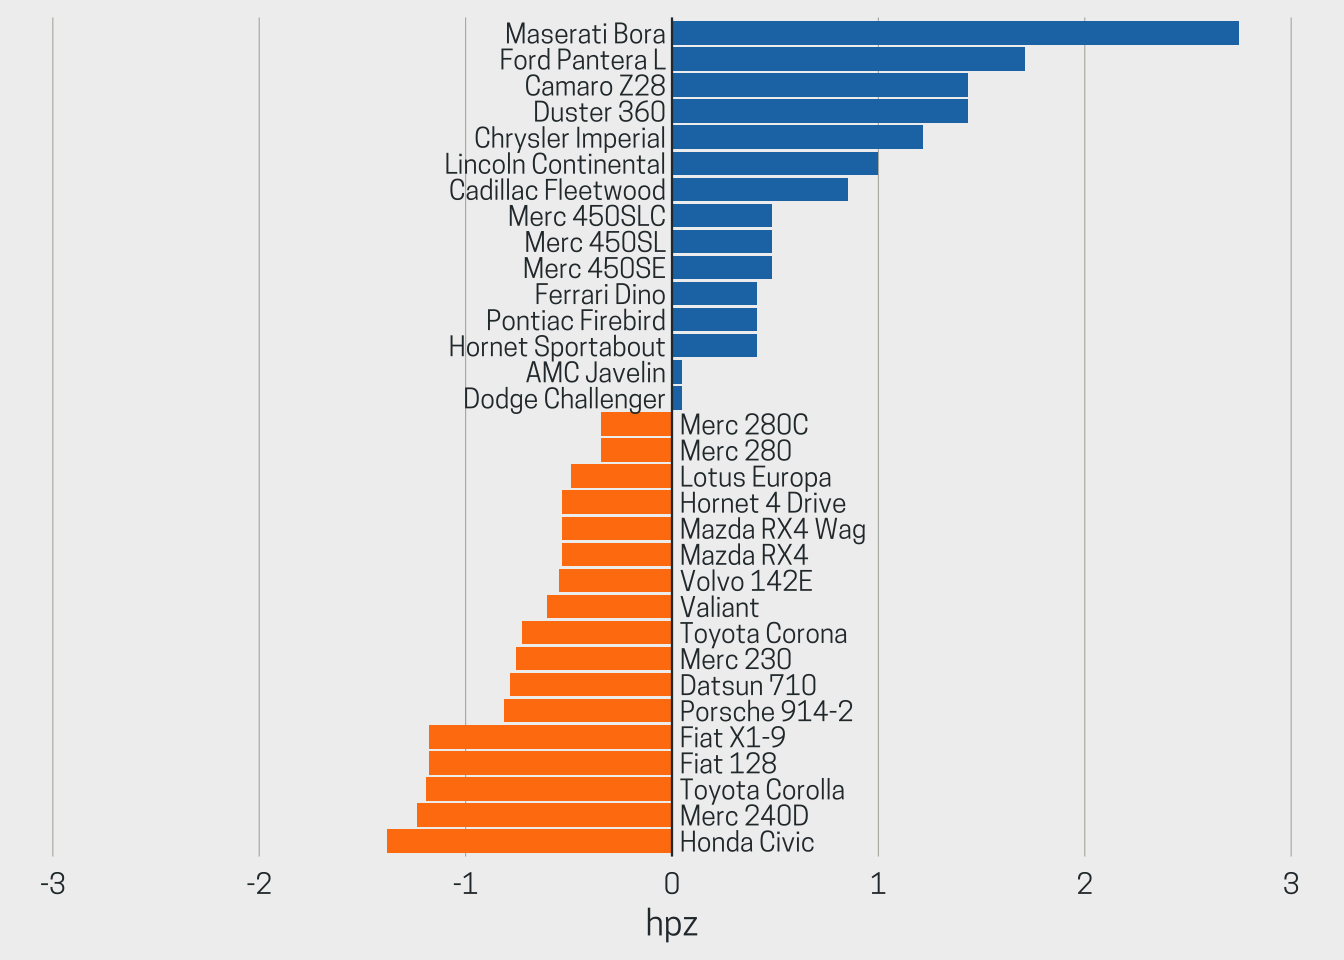 Maserati Bora
Ford Pantera L
Camaro Z28
Duster 360
Chrysler Imperial
Lincoln Continental
Cadillac Fleetwood
Merc 450SLC
Merc 450SL
Merc 450SE
Ferrari Dino
Pontiac Firebird
Hornet Sportabout
AMC Javelin
Dodge Challenger
Merc 280C
Merc 280
Lotus Europa
Hornet 4 Drive
Mazda RX4 Wag
Mazda RX4
Volvo 142E
Valiant
Toyota Corona
Merc 230
Datsun 710
Porsche 914-2
Fiat X1-9
Fiat 128
Toyota Corolla
Merc 240D
Honda Civic
-3 -2 -1 0 1 2 3
hpz